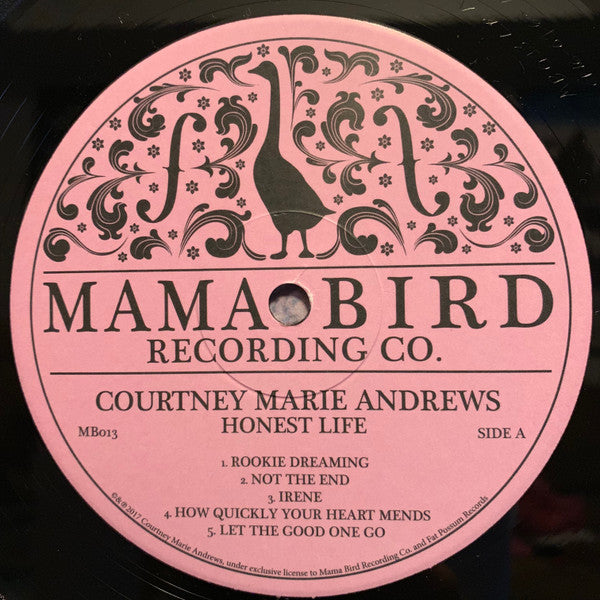 MAMA BIRD
RECORDING CO.
COURTNEY MARIE ANDREWS
HONEST LIFE
MB013
SIDE A
1. ROOKIE DREAMING
2. NOT THE END
3. IRENE
4. HOW QUICKLY YOUR HEART MENDS
5. LET THE GOOD ONE GO
©&℗ 2017 Courtney Marie Andrews, under exclusive license to Mama Bird Recording Co. and Fat Possum Records